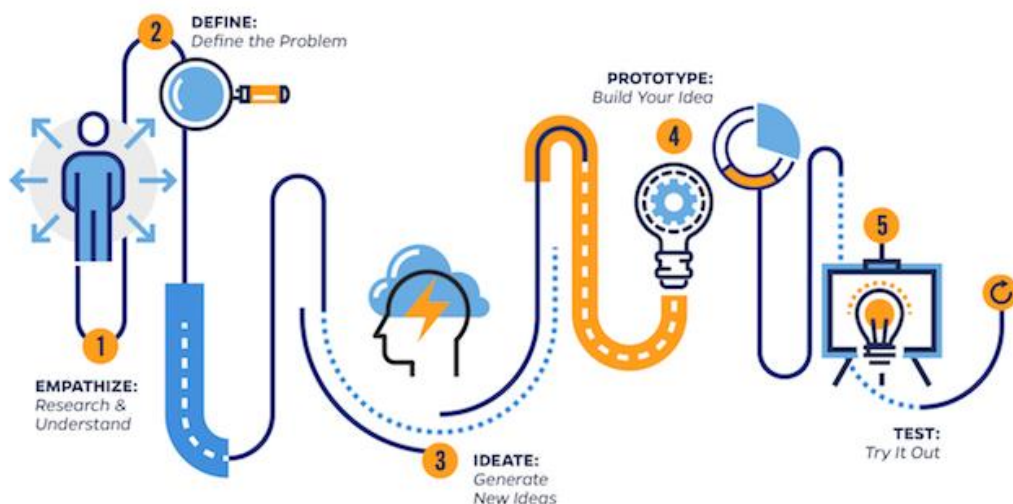 1
EMPATHIZE:
Research &
Understand
2
DEFINE:
Define the Problem
3
IDEATE:
Generate
New Ideas
4
PROTOTYPE:
Build Your Idea
5
TEST:
Try It Out